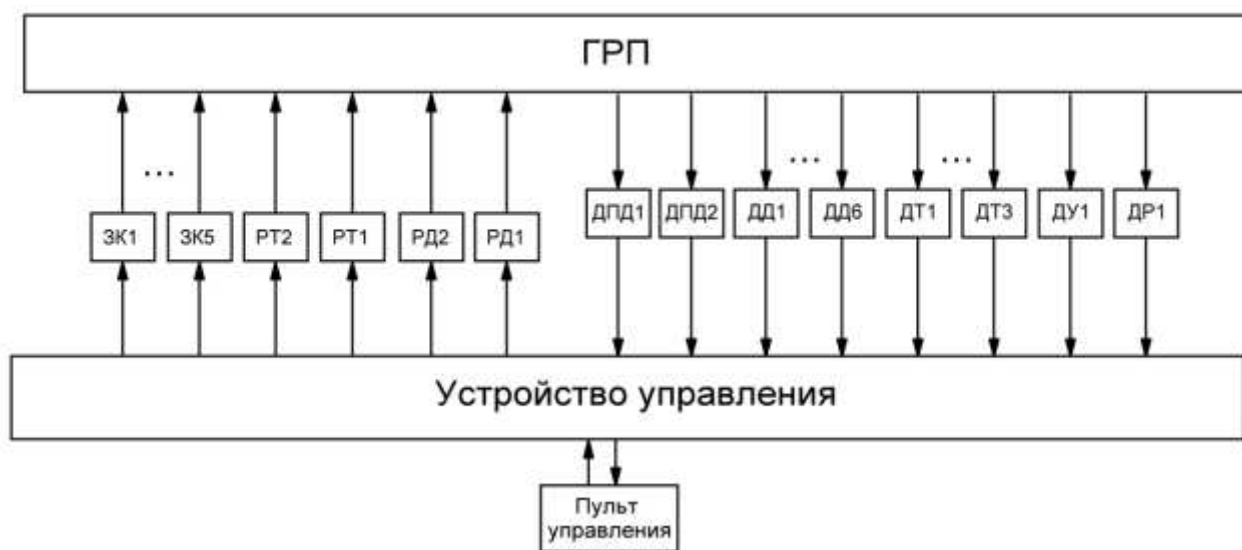 ГРП
... ... ...
ЗК1 ЗК5 РТ2 РТ1 РД2 РД1 ДПД1 ДПД2 ДД1 ДД6 ДТ1 ДТ3 ДУ1 ДР1
Устройство управления
Пульт
управления